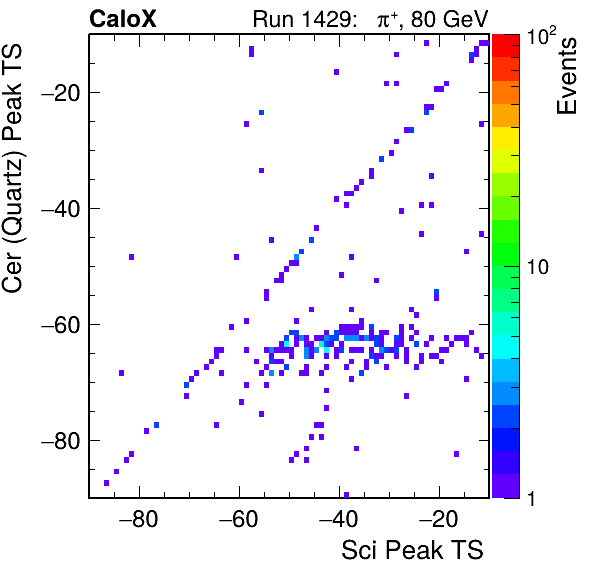 CaloX Run 1429: π⁺, 80 GeV
Cer (Quartz) Peak TS
−20
−40
−60
−80
−80 −60 −40 −20
Sci Peak TS
10²
10
1
Events